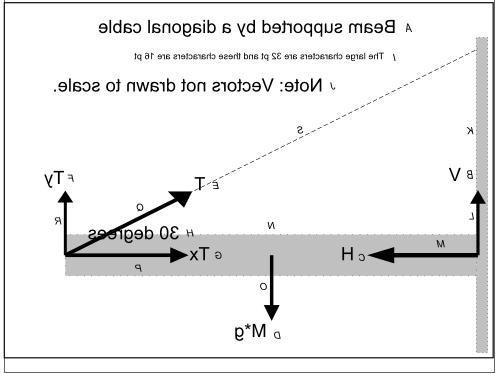 A Beam supported by a diagonal cable
I The large characters are 32 pt and these characters are 16 pt
J Note: Vectors not drawn to scale.
K
S
B V
E T
F Ty
Q
L
R
N
H 30 degrees
M
C H
G Tx
P
O
D M*g